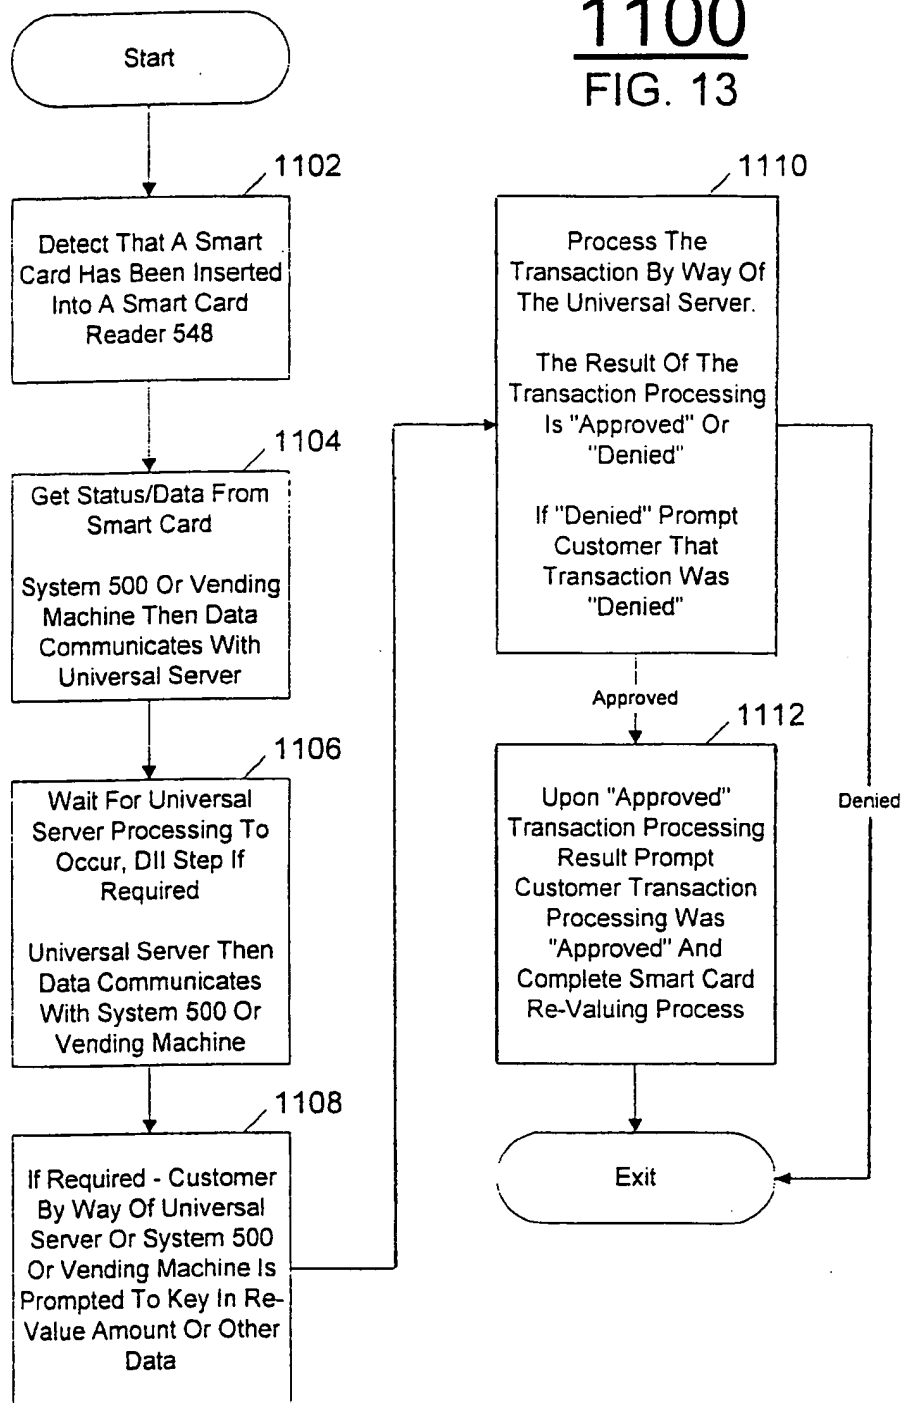 1100
FIG. 13
Start
1102
Detect That A Smart
Card Has Been Inserted
Into A Smart Card
Reader 548
1104
Get Status/Data From
Smart Card
System 500 Or Vending
Machine Then Data
Communicates With
Universal Server
1106
Wait For Universal
Server Processing To
Occur, DII Step If
Required
Universal Server Then
Data Communicates
With System 500 Or
Vending Machine
1108
If Required - Customer
By Way Of Universal
Server Or System 500
Or Vending Machine Is
Prompted To Key In Re-
Value Amount Or Other
Data
1110
Process The
Transaction By Way Of
The Universal Server.
The Result Of The
Transaction Processing
Is "Approved" Or
"Denied"
If "Denied" Prompt
Customer That
Transaction Was
"Denied"
Approved
Denied
1112
Upon "Approved"
Transaction Processing
Result Prompt
Customer Transaction
Processing Was
"Approved" And
Complete Smart Card
Re-Valuing Process
Exit